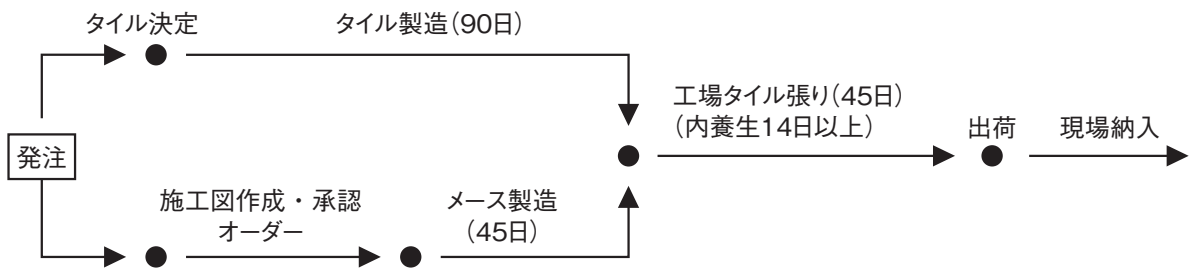 タイル決定
タイル製造（90日）
工場タイル張り（45日）
（内養生14日以上）
出荷
現場納入
発注
施工図作成・承認
オーダー
メース製造
（45日）